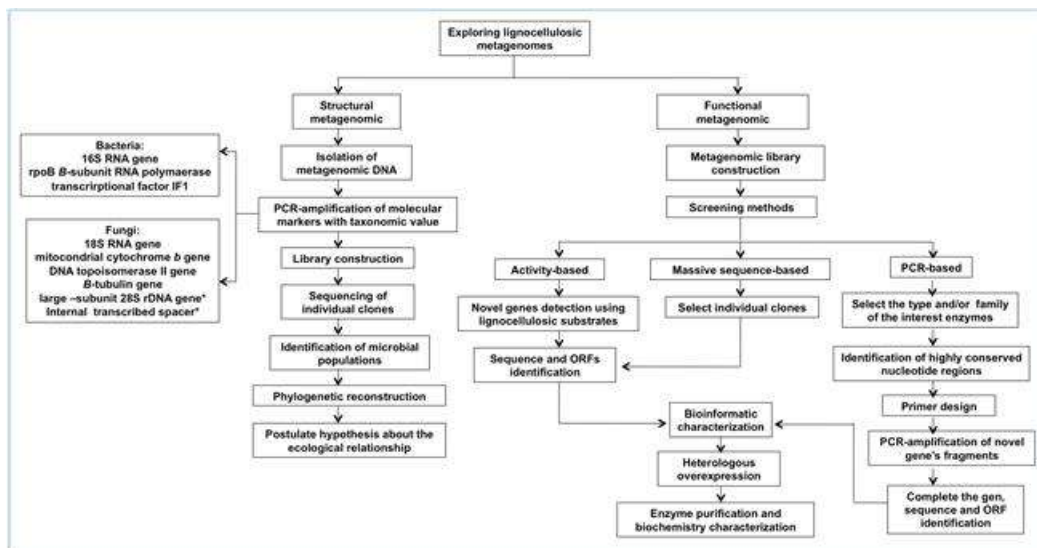 Exploring lignocellulosic
metagenomes
Structural
metagenomic
Functional
metagenomic
Bacteria:
16S RNA gene
rpoB B-subunit RNA polymaerase
transcrirptional factor IF1
Isolation of
metagenomic DNA
Metagenomic library
construction
PCR-amplification of molecular
markers with taxonomic value
Screening methods
Fungi:
18S RNA gene
mitocondrial cytochrome b gene
DNA topoisomerase II gene
B-tubulin gene
large –subunit 28S rDNA gene*
Internal transcribed spacer*
Library construction
Activity-based
Massive sequence-based
PCR-based
Sequencing of
individual clones
Novel genes detection using
lignocellulosic substrates
Select individual clones
Select the type and/or family
of the interest enzymes
Identification of microbial
populations
Sequence and ORFs
identification
Identification of highly conserved
nucleotide regions
Phylogenetic reconstruction
Primer design
Postulate hypothesis about the
ecological relationship
Bioinformatic
characterization
PCR-amplification of novel
gene's fragments
Heterologous
overexpression
Complete the gen,
sequence and ORF
identification
Enzyme purification and
biochemistry characterization